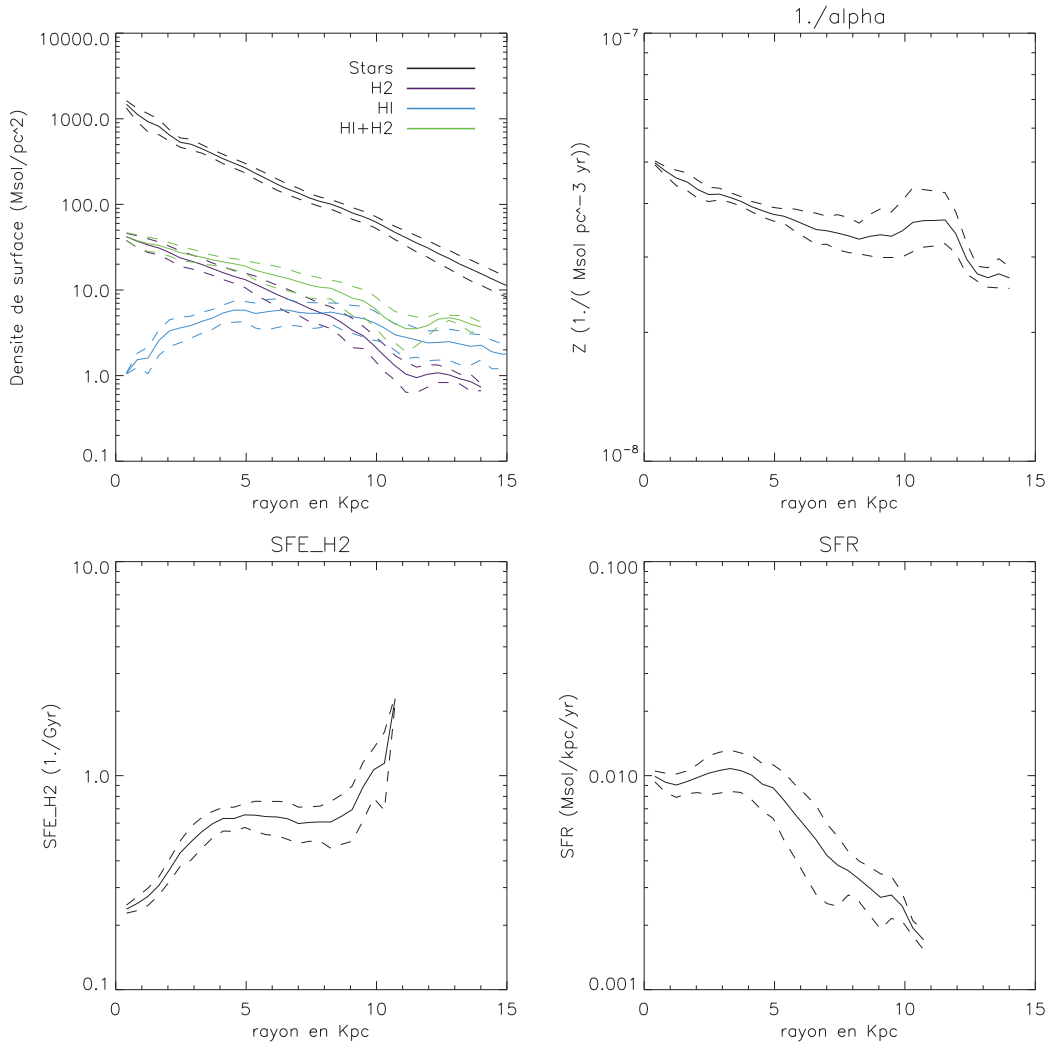 10000.0
1000.0
100.0
10.0
1.0
0.1
Densite de surface (Msol/pc^2)
Stars
H2
HI
HI+H2
0 5 10 15
rayon en Kpc
1./alpha
10-7
10-8
Z (1./( Msol pc^-3 yr))
0 5 10 15
rayon en Kpc
SFE_H2
10.0
1.0
0.1
SFE_H2 (1./Gyr)
0 5 10 15
rayon en Kpc
SFR
0.100
0.010
0.001
SFR (Msol/kpc/yr)
0 5 10 15
rayon en Kpc